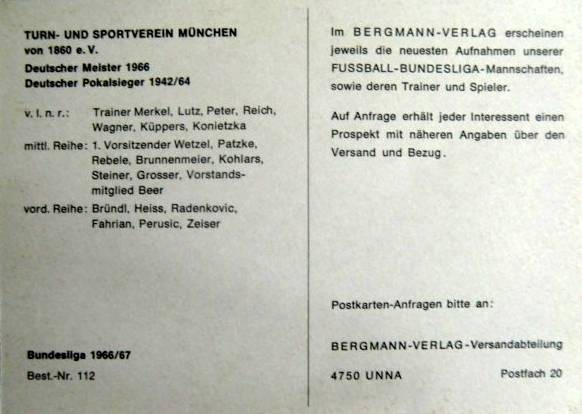 TURN- UND SPORTVEREIN MÜNCHEN
von 1860 e. V.
Deutscher Meister 1966
Deutscher Pokalsieger 1942/64
v. l. n. r.: Trainer Merkel, Lutz, Peter, Reich,
Wagner, Küppers, Konietzka
mittl. Reihe: 1. Vorsitzender Wetzel, Patzke,
Rebele, Brunnenmeier, Kohlars,
Steiner, Grosser, Vorstands-
mitglied Beer
vord. Reihe: Bründl, Heiss, Radenkovic,
Fahrian, Perusic, Zeiser
Bundesliga 1966/67
Best.-Nr. 112
Im BERGMANN-VERLAG erscheinen
jeweils die neuesten Aufnahmen unserer
FUSSBALL-BUNDESLIGA-Mannschaften,
sowie deren Trainer und Spieler.
Auf Anfrage erhält jeder Interessent einen
Prospekt mit näheren Angaben über den
Versand und Bezug.
Postkarten-Anfragen bitte an:
BERGMANN-VERLAG-Versandabteilung
4750 UNNA Postfach 20